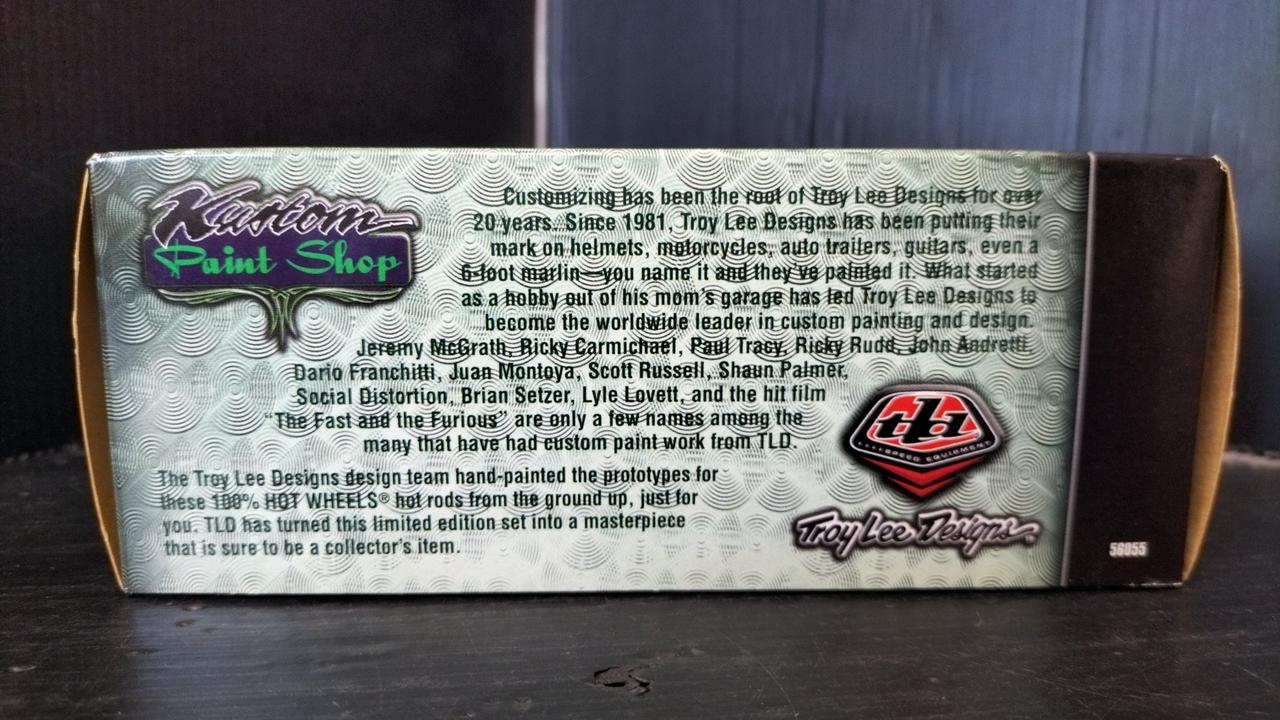 Kustom
Paint Shop
Customizing has been the root of Troy Lee Designs for over
20 years. Since 1981, Troy Lee Designs has been putting their
mark on helmets, motorcycles, auto trailers, guitars, even a
6-foot marlin—you name it and they've painted it. What started
as a hobby out of his mom's garage has led Troy Lee Designs to
become the worldwide leader in custom painting and design.
Jeremy McGrath, Ricky Carmichael, Paul Tracy, Ricky Rudd, John Andretti,
Dario Franchitti, Juan Montoya, Scott Russell, Shaun Palmer,
Social Distortion, Brian Setzer, Lyle Lovett, and the hit film
"The Fast and the Furious" are only a few names among the
many that have had custom paint work from TLD.
The Troy Lee Designs design team hand-painted the prototypes for
these 100% HOT WHEELS® hot rods from the ground up, just for
you. TLD has turned this limited edition set into a masterpiece
that is sure to be a collector's item.
tld
SPEED EQUIPMENT
Troy Lee Designs
56055